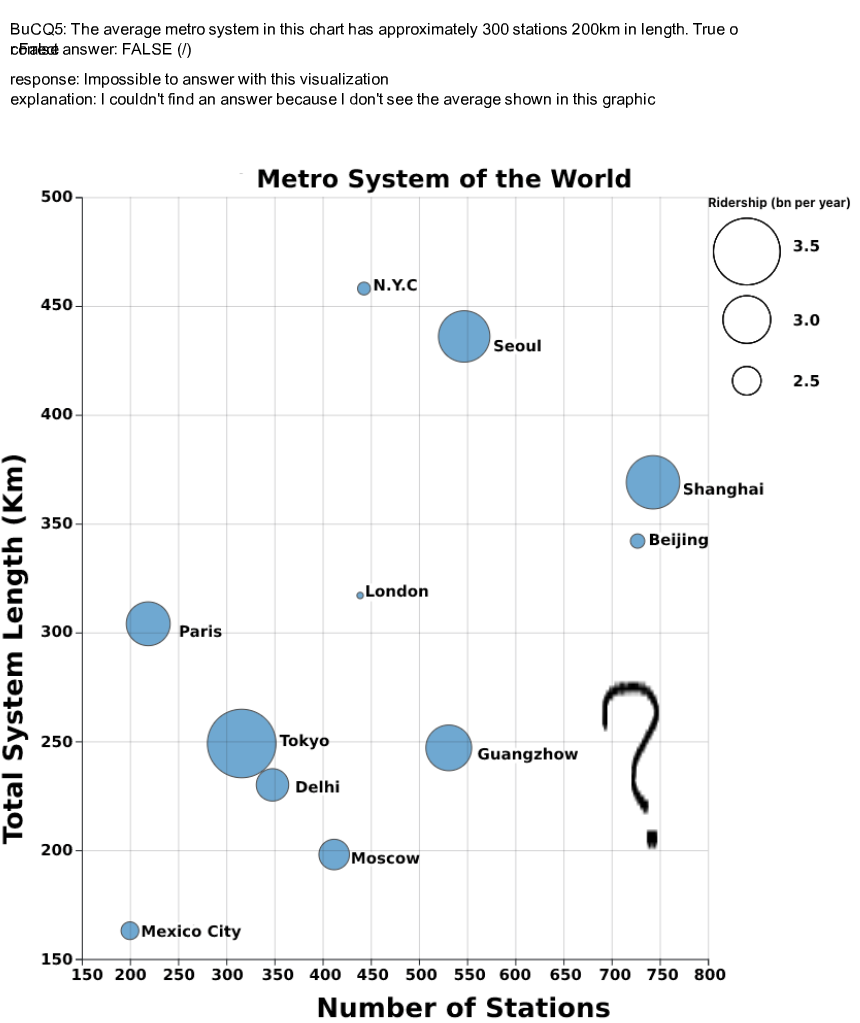 BuCQ5: The average metro system in this chart has approximately 300 stations 200km in length. True o
answer: FALSE (/)
response: Impossible to answer with this visualization
explanation: I couldn't find an answer because I don't see the average shown in this graphic
Metro System of the World
Ridership (bn per year)
3.5
3.0
2.5
500
450
400
350
300
250
200
150
Total System Length (Km)
N.Y.C
Seoul
Shanghai
Beijing
London
Paris
Tokyo
Guangzhow
Delhi
Moscow
Mexico City
?
150 200 250 300 350 400 450 500 550 600 650 700 750 800
Number of Stations